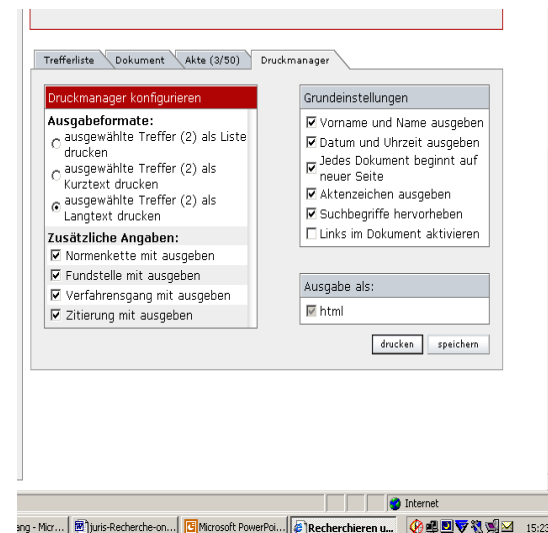 Trefferliste Dokument Akte (3/50) Druckmanager
Druckmanager konfigurieren
Ausgabeformate:
ausgewählte Treffer (2) als Liste
drucken
ausgewählte Treffer (2) als
Kurztext drucken
ausgewählte Treffer (2) als
Langtext drucken
Zusätzliche Angaben:
Normenkette mit ausgeben
Fundstelle mit ausgeben
Verfahrensgang mit ausgeben
Zitierung mit ausgeben
Grundeinstellungen
Vorname und Name ausgeben
Datum und Uhrzeit ausgeben
Jedes Dokument beginnt auf
neuer Seite
Aktenzeichen ausgeben
Suchbegriffe hervorheben
Links im Dokument aktivieren
Ausgabe als:
html
drucken speichern
Internet
ang - Micr... juris-Recherche-on... Microsoft PowerPoi... Recherchieren u... 15:23